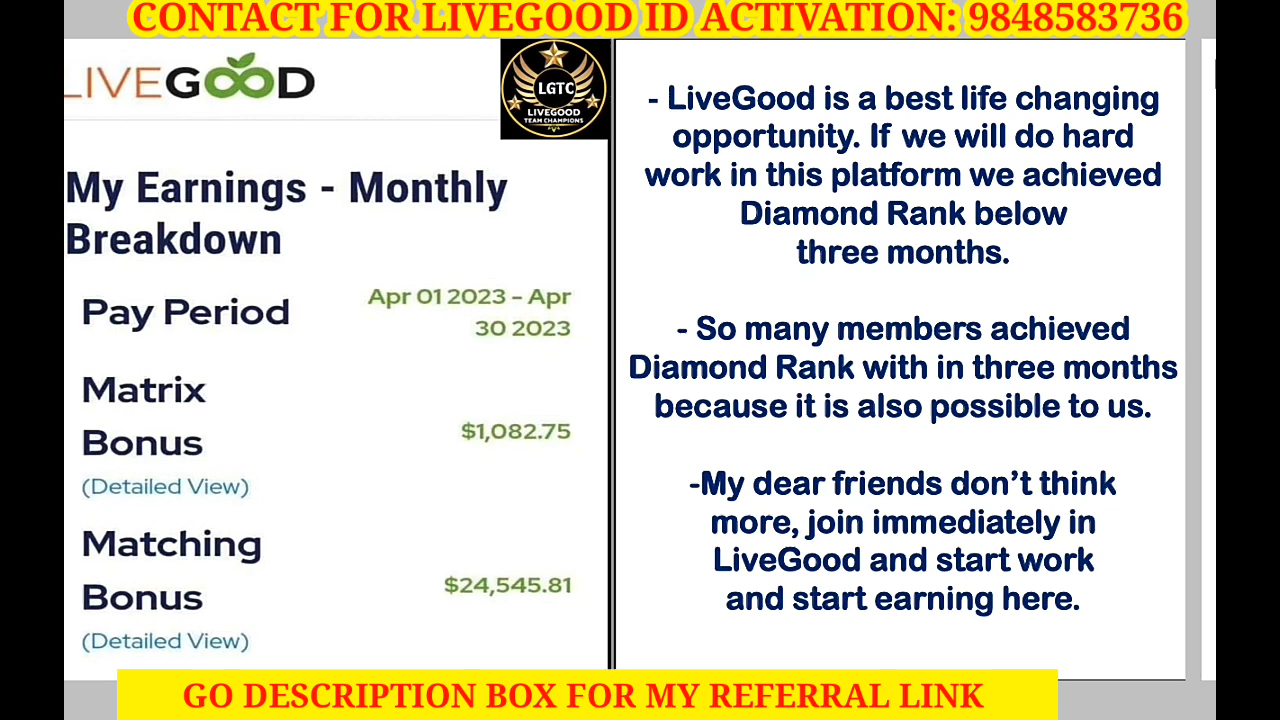 CONTACT FOR LIVEGOOD ID ACTIVATION: 9848583736
LIVEGOOD
LGTC
LIVEGOOD
TEAM CHAMPIONS
My Earnings - Monthly
Breakdown
Pay Period
Apr 01 2023 – Apr
30 2023
Matrix
Bonus
$1,082.75
(Detailed View)
Matching
Bonus
$24,545.81
(Detailed View)
- LiveGood is a best life changing
opportunity. If we will do hard
work in this platform we achieved
Diamond Rank below
three months.
- So many members achieved
Diamond Rank with in three months
because it is also possible to us.
-My dear friends don’t think
more, join immediately in
LiveGood and start work
and start earning here.
GO DESCRIPTION BOX FOR MY REFERRAL LINK